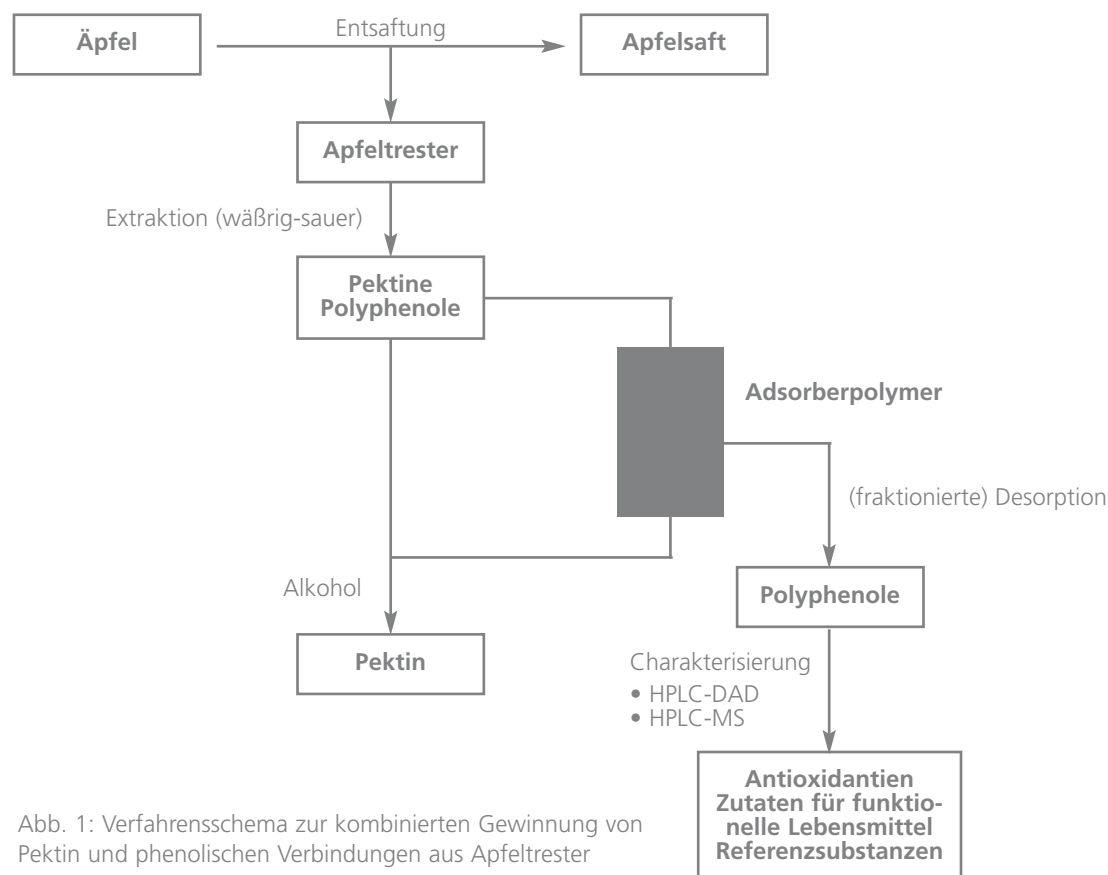 Äpfel
Entsaftung
Apfelsaft
Apfeltrester
Extraktion (wäßrig-sauer)
Pektine
Polyphenole
Adsorberpolymer
(fraktionierte) Desorption
Alkohol
Polyphenole
Pektin
Charakterisierung
• HPLC-DAD
• HPLC-MS
Antioxidantien
Zutaten für funktio-
nelle Lebensmittel
Referenzsubstanzen
Abb. 1: Verfahrensschema zur kombinierten Gewinnung von
Pektin und phenolischen Verbindungen aus Apfeltrester